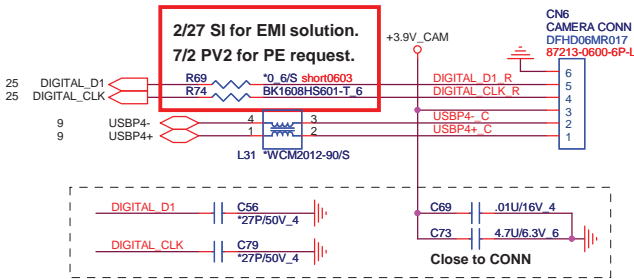 CN6
CAMERA CONN
DFHD06MR017
87213-0600-6P-L
2/27 SI for EMI solution.
7/2 PV2 for PE request.
+3.9V_CAM
25 DIGITAL_D1 R69 *0_6/S short0603 DIGITAL_D1_R
25 DIGITAL_CLK R74 BK1608HS601-T_6 DIGITAL_CLK_R
9 USBP4- 4 3 USBP4-_C
9 USBP4+ 1 2 USBP4+_C
6
5
4
3
2
1
L31 *WCM2012-90/S
DIGITAL_D1 C56
*27P/50V_4
DIGITAL_CLK C79
*27P/50V_4
C69 .01U/16V_4
C73 4.7U/6.3V_6
Close to CONN